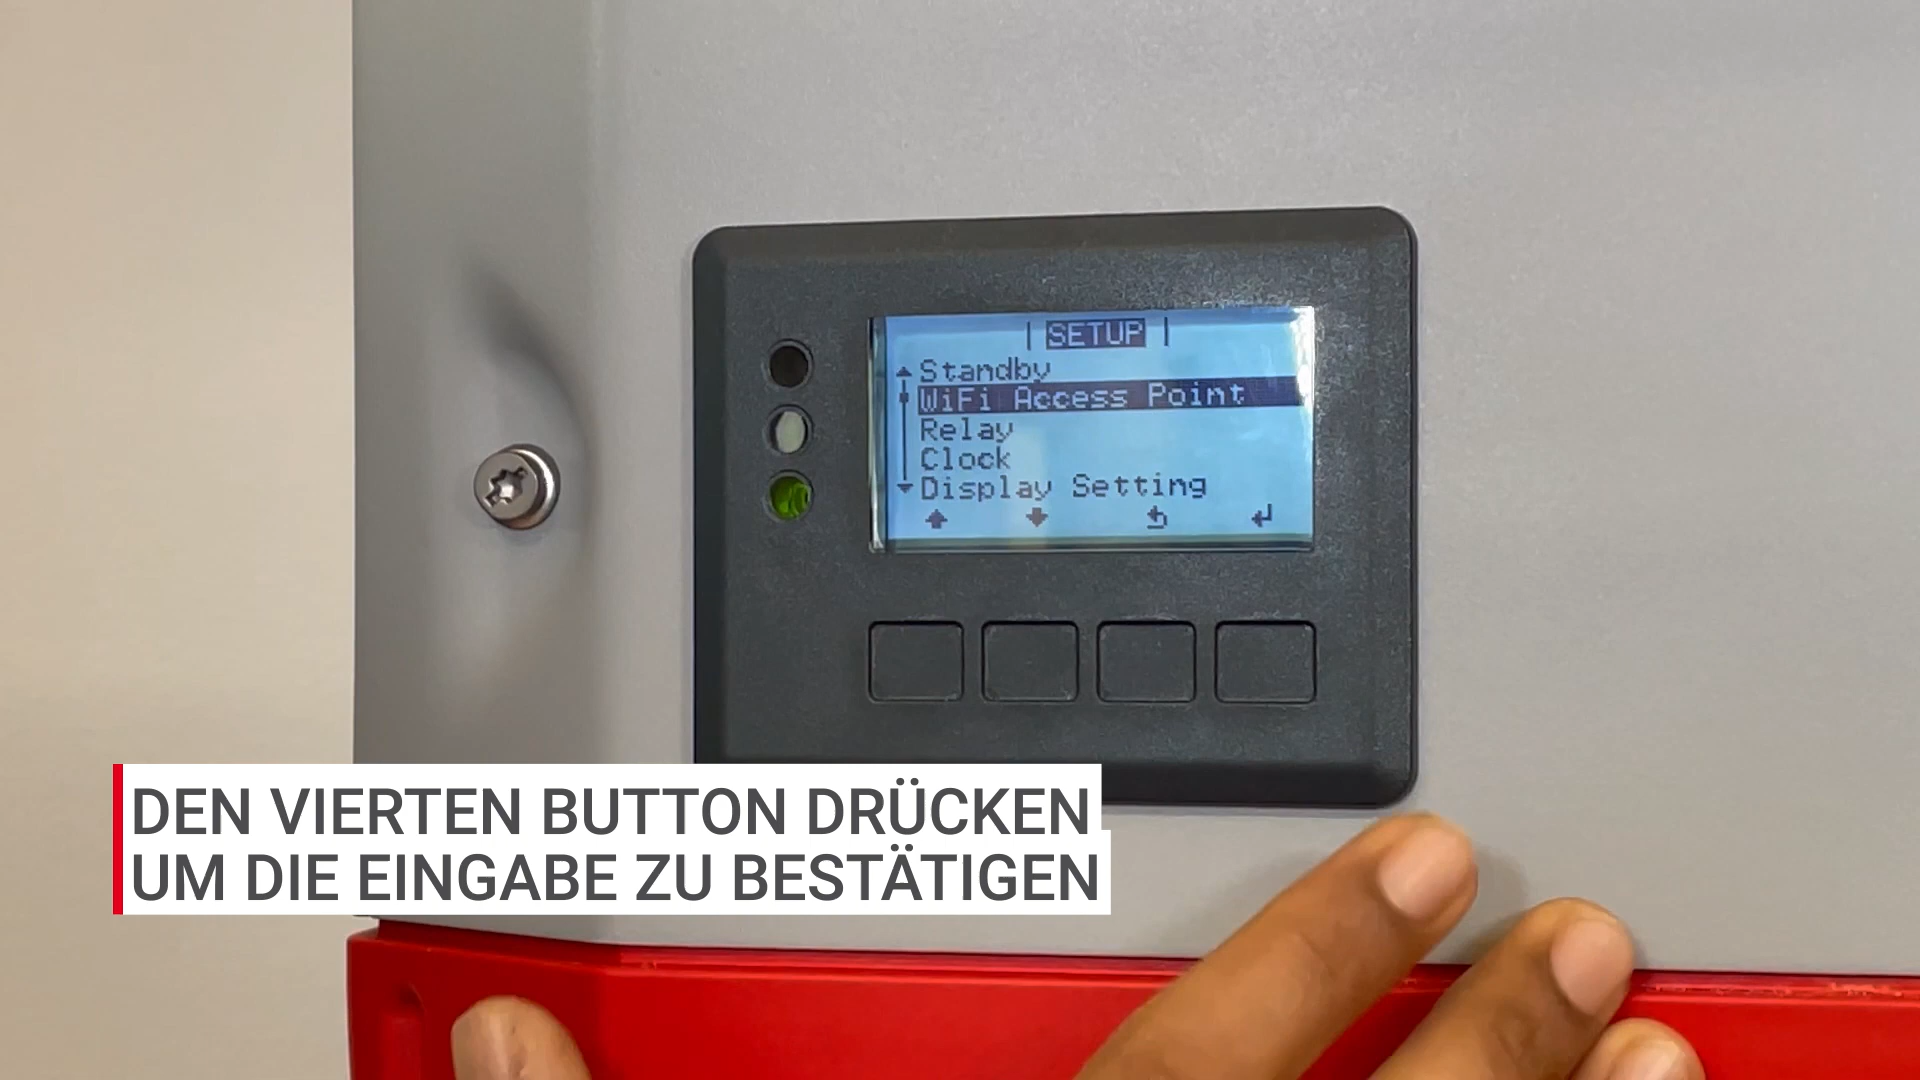 SETUP
Standby
WiFi Access Point
Relay
Clock
Display Setting
DEN VIERTEN BUTTON DRÜCKEN
UM DIE EINGABE ZU BESTÄTIGEN